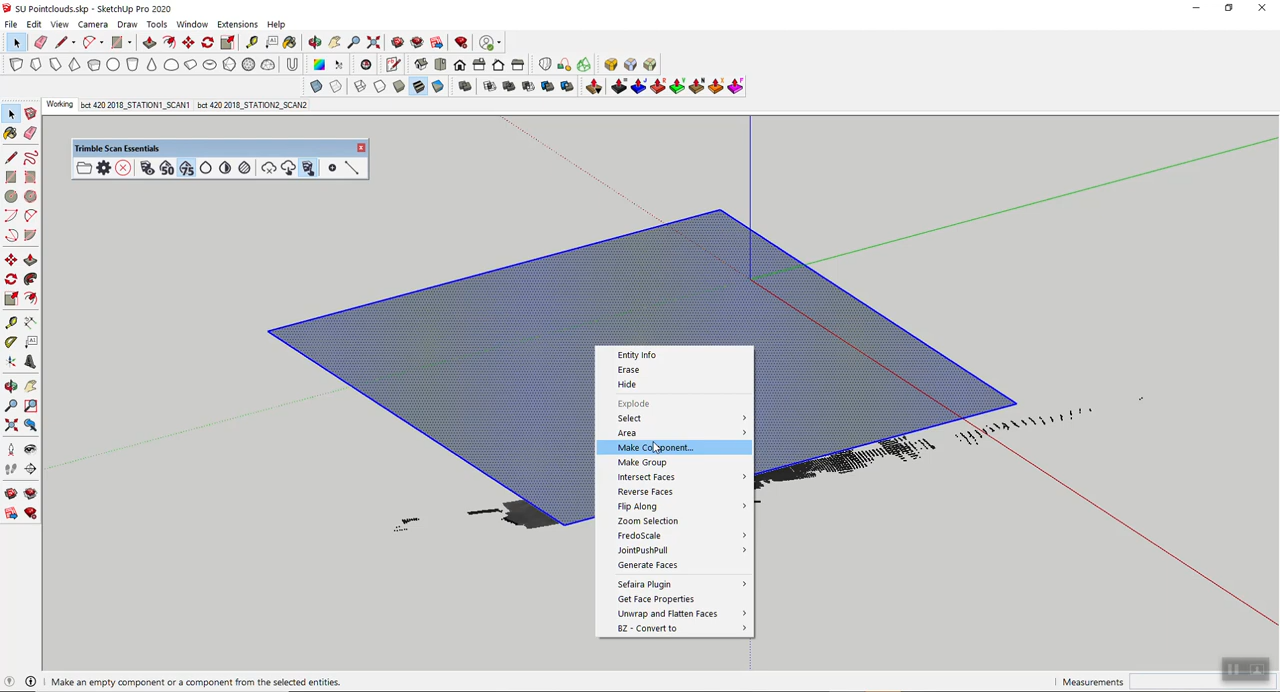 SU Pointclouds.skp - SketchUp Pro 2020
File Edit View Camera Draw Tools Window Extensions Help
Working bct 420 2018_STATION1_SCAN1 bct 420 2018_STATION2_SCAN2
Trimble Scan Essentials
50 75
Entity Info
Erase
Hide
Explode
Select
Area
Make Component...
Make Group
Intersect Faces
Reverse Faces
Flip Along
Zoom Selection
FredoScale
JointPushPull
Generate Faces
Sefaira Plugin
Get Face Properties
Unwrap and Flatten Faces
BZ - Convert to
Make an empty component or a component from the selected entities. Measurements